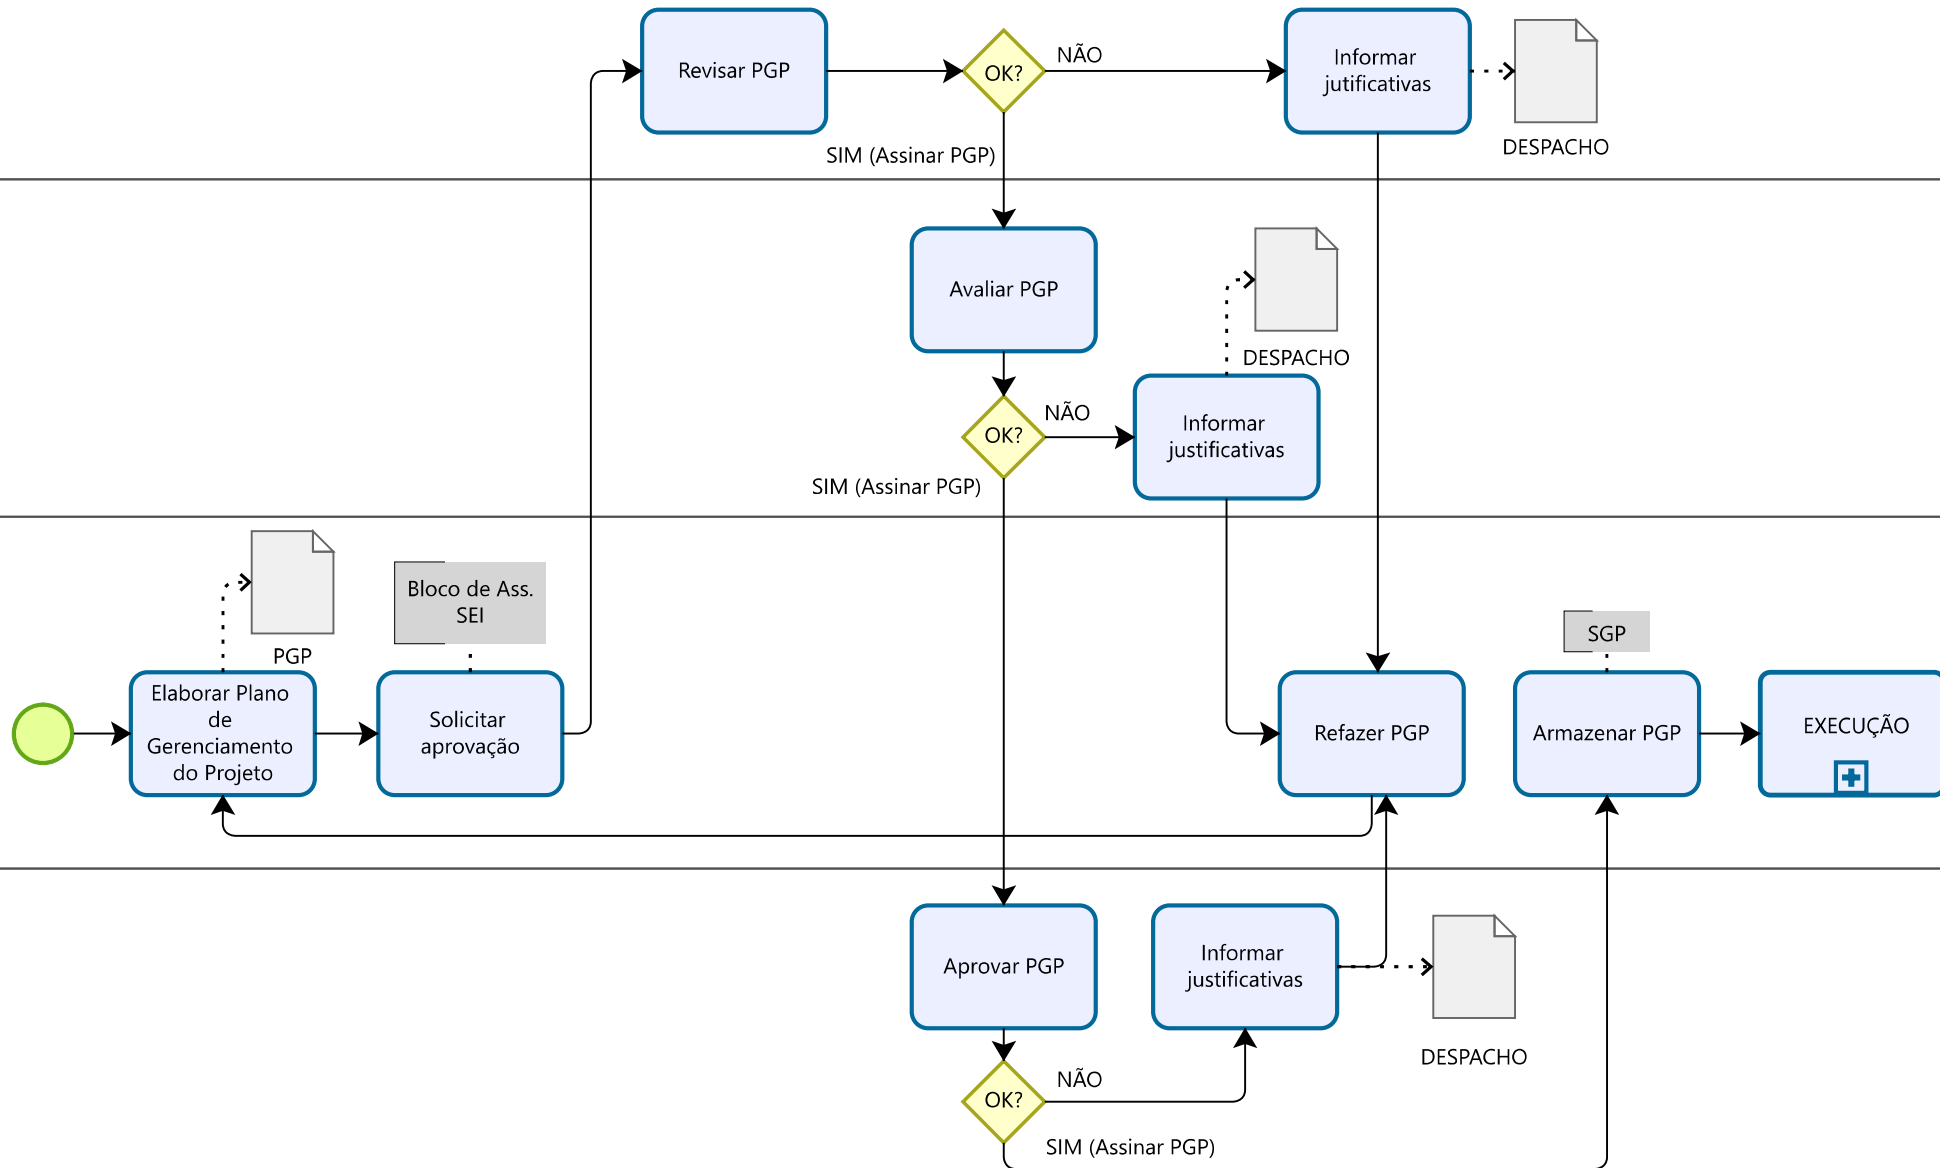 Revisar PGP
OK?
NÃO
Informar
jutificativas
DESPACHO
SIM (Assinar PGP)
Avaliar PGP
DESPACHO
OK?
NÃO
Informar
justificativas
SIM (Assinar PGP)
PGP
Bloco de Ass.
SEI
SGP
Elaborar Plano
de
Gerenciamento
do Projeto
Solicitar
aprovação
Refazer PGP
Armazenar PGP
EXECUÇÃO
Aprovar PGP
Informar
justificativas
DESPACHO
OK?
NÃO
SIM (Assinar PGP)